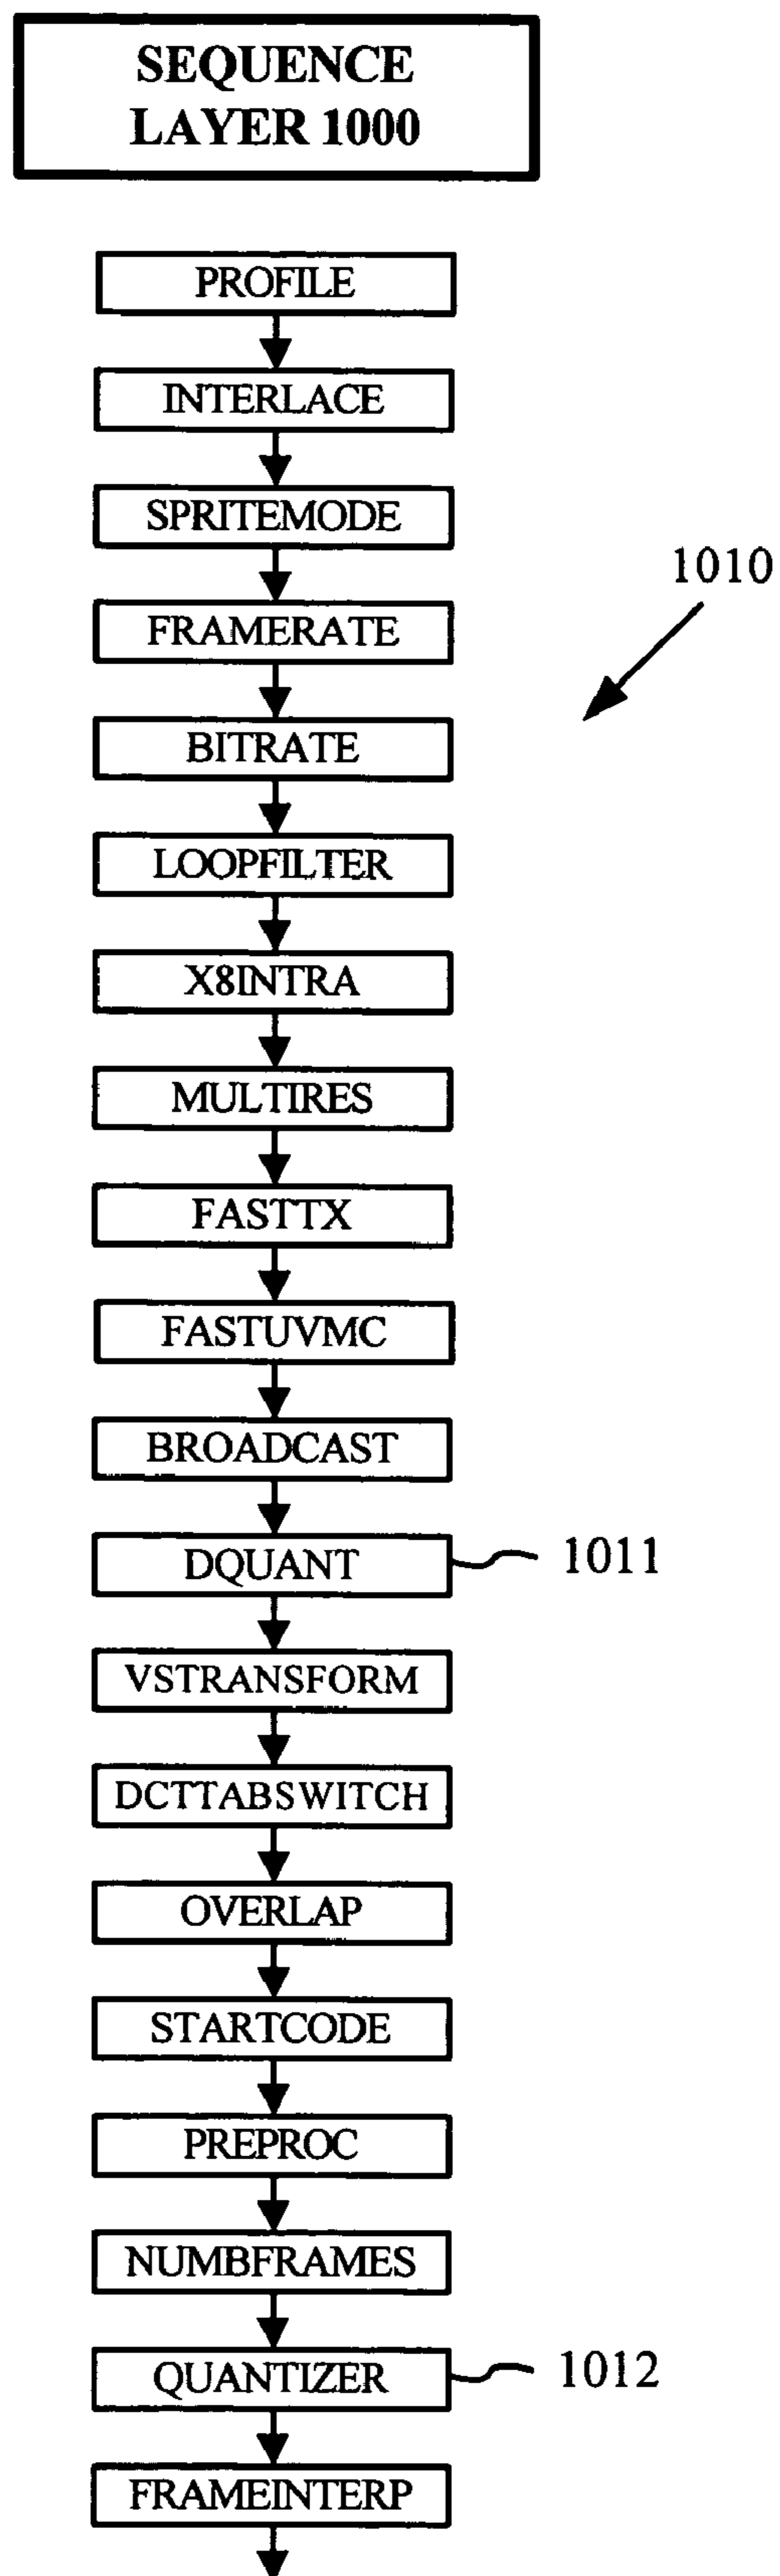 SEQUENCE
LAYER 1000
PROFILE
INTERLACE
SPRITEMODE
1010
FRAMERATE
BITRATE
LOOPFILTER
X8INTRA
MULTIRES
FASTTX
FASTUVMC
BROADCAST
DQUANT
1011
VSTRANSFORM
DCTTABSWITCH
OVERLAP
STARTCODE
PREPROC
NUMBFRAMES
QUANTIZER
1012
FRAMEINTERP